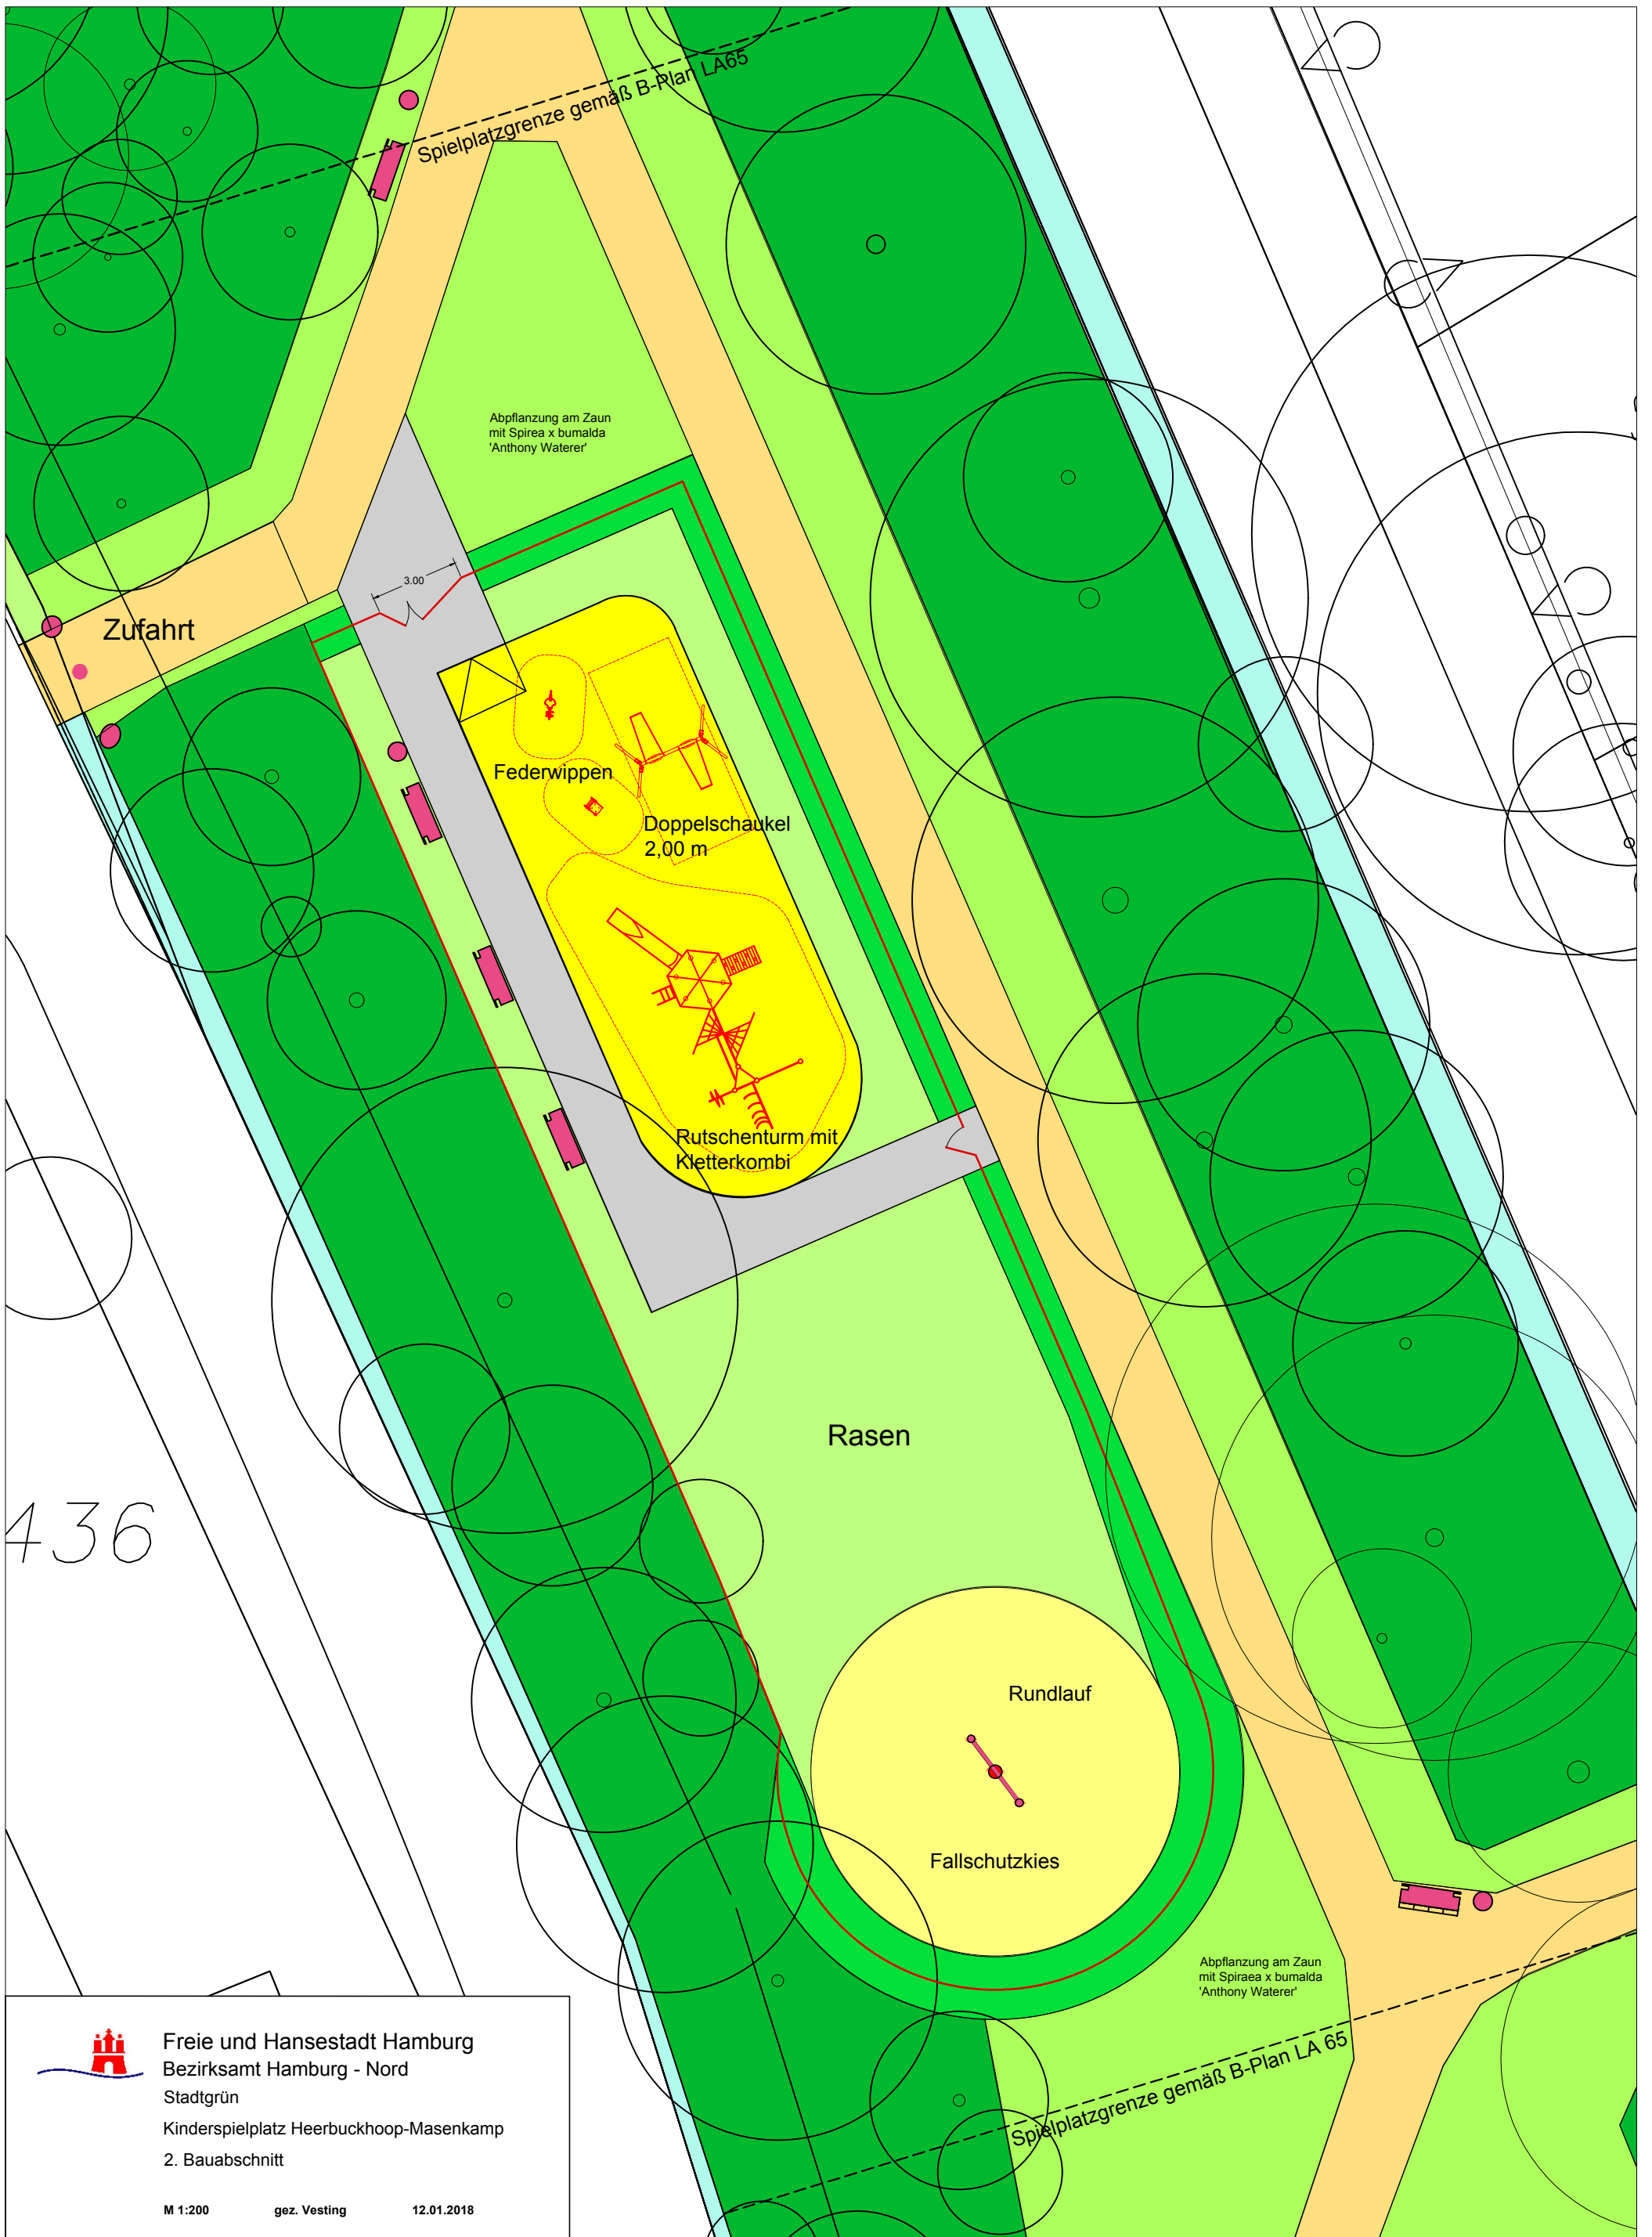 Spielplatzgrenze gemäß B-Plan LA65
Abpflanzung am Zaun
mit Spirea x bumalda
'Anthony Waterer'
3.00
Zufahrt
Federwippen
Doppelschaukel
2,00 m
Rutschenturm mit
Kletterkombi
Rasen
436
Rundlauf
Fallschutzkies
Abpflanzung am Zaun
mit Spiraea x bumalda
'Anthony Waterer'
Spielplatzgrenze gemäß B-Plan LA 65
Freie und Hansestadt Hamburg
Bezirksamt Hamburg - Nord
Stadtgrün
Kinderspielplatz Heerbuckhoop-Masenkamp
2. Bauabschnitt
M 1:200 gez. Vesting 12.01.2018